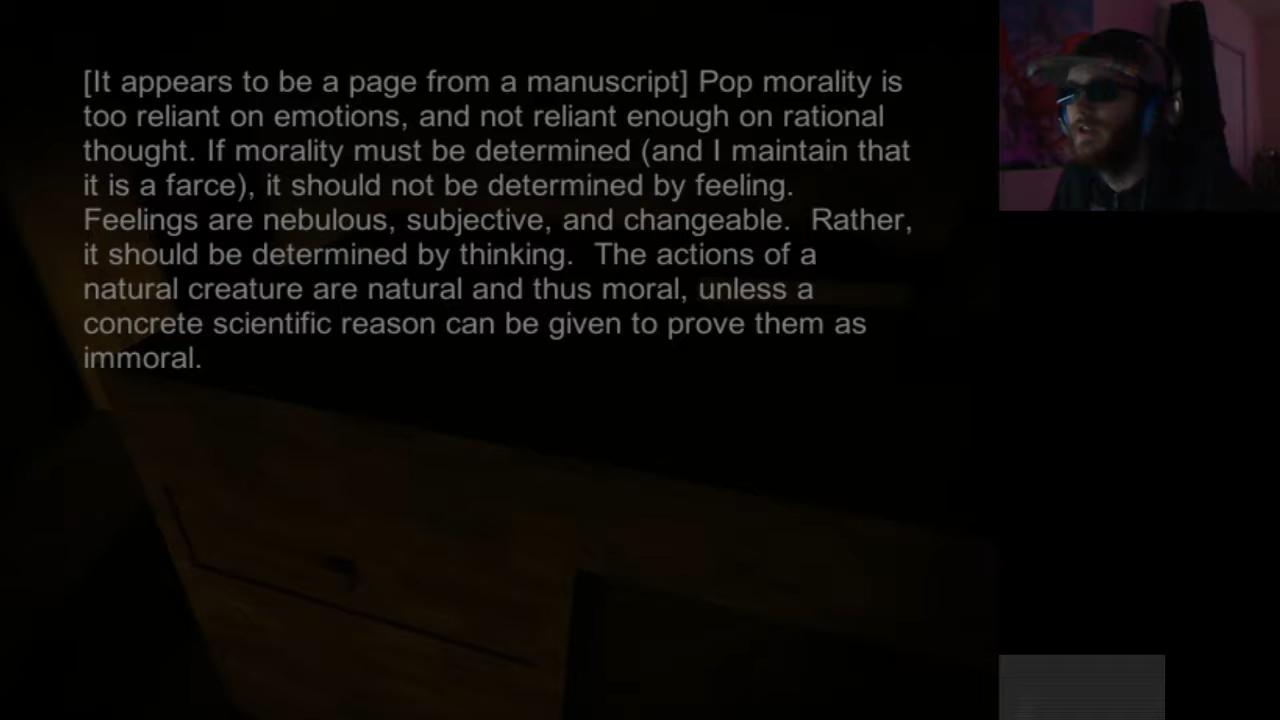 [It appears to be a page from a manuscript] Pop morality is
too reliant on emotions, and not reliant enough on rational
thought. If morality must be determined (and I maintain that
it is a farce), it should not be determined by feeling.
Feelings are nebulous, subjective, and changeable.  Rather,
it should be determined by thinking.  The actions of a
natural creature are natural and thus moral, unless a
concrete scientific reason can be given to prove them as
immoral.